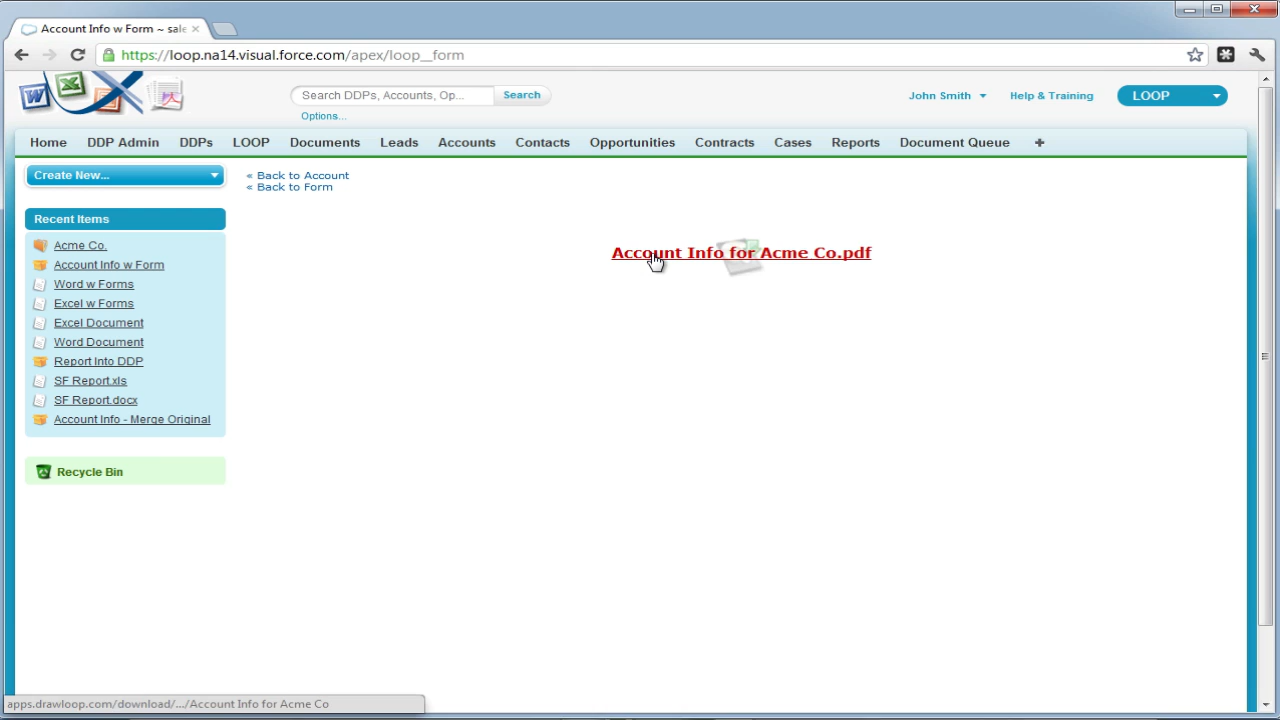 Account Info w Form ~ sale
https://loop.na14.visual.force.com/apex/loop__form
Search DDPs, Accounts, Op...
Search
Options...
John Smith
Help & Training
LOOP
Home
DDP Admin
DDPs
LOOP
Documents
Leads
Accounts
Contacts
Opportunities
Contracts
Cases
Reports
Document Queue
Create New...
« Back to Account
« Back to Form
Recent Items
Acme Co.
Account Info w Form
Word w Forms
Excel w Forms
Excel Document
Word Document
Report Into DDP
SF Report.xls
SF Report.docx
Account Info - Merge Original
Recycle Bin
Account Info for Acme Co.pdf
apps.drawloop.com/download/.../Account Info for Acme Co